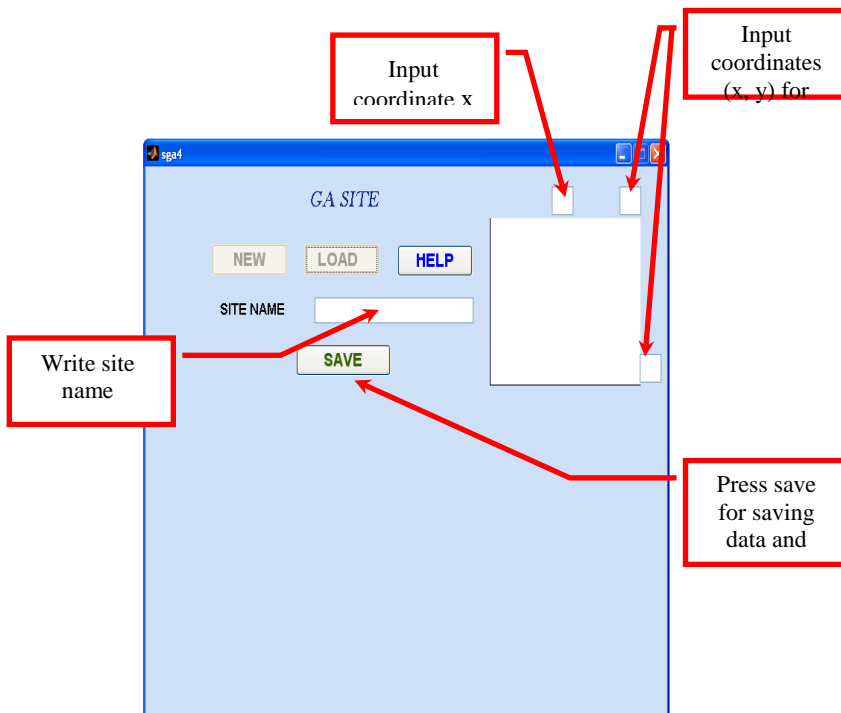 Input
coordinate x
Input
coordinates
(x, y) for
sga4
GA SITE
NEW
LOAD
HELP
SITE NAME
SAVE
Write site
name
Press save
for saving
data and